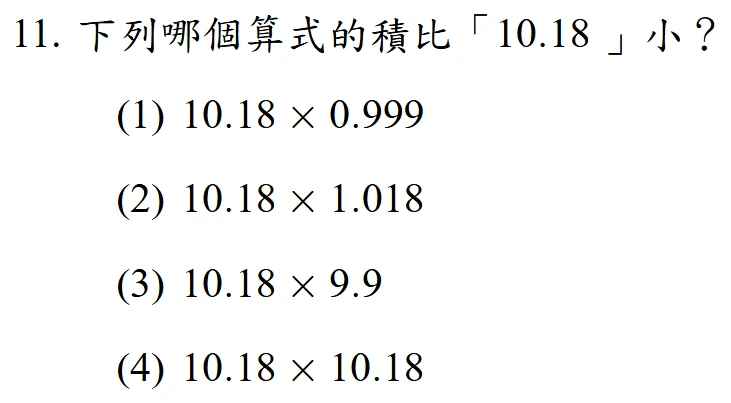 11. 下列哪個算式的積比「10.18 」小？
(1) 10.18 × 0.999
(2) 10.18 × 1.018
(3) 10.18 × 9.9
(4) 10.18 × 10.18